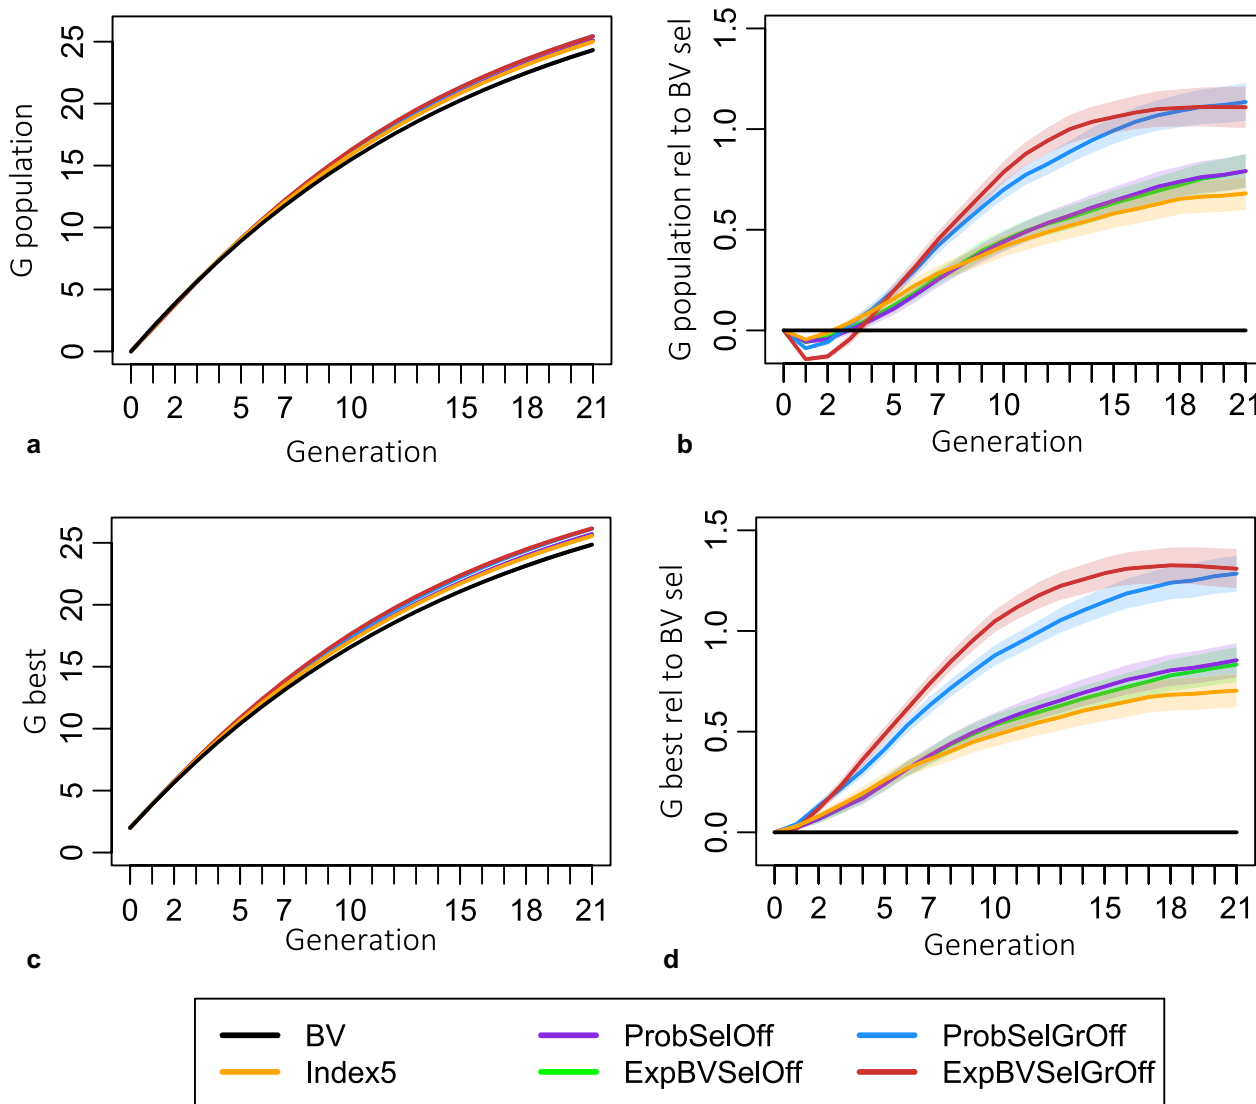 25
20
15
10
5
0
G population
0 2 5 7 10 15 18 21
Generation
a
1.5
1.0
0.5
0.0
G population rel to BV sel
0 2 5 7 10 15 18 21
Generation
b
25
20
15
10
5
0
G best
0 2 5 7 10 15 18 21
Generation
c
1.5
1.0
0.5
0.0
G best rel to BV sel
0 2 5 7 10 15 18 21
Generation
d
BV ProbSelOff ProbSelGrOff
Index5 ExpBVSelOff ExpBVSelGrOff